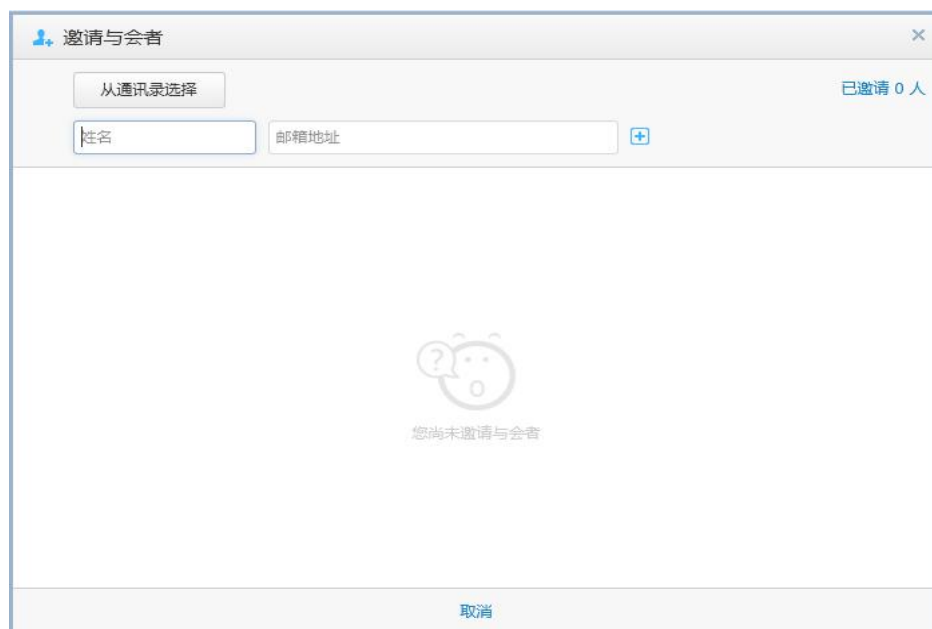 邀请与会者
从通讯录选择
已邀请 0 人
姓名
邮箱地址
?
您尚未邀请与会者
取消